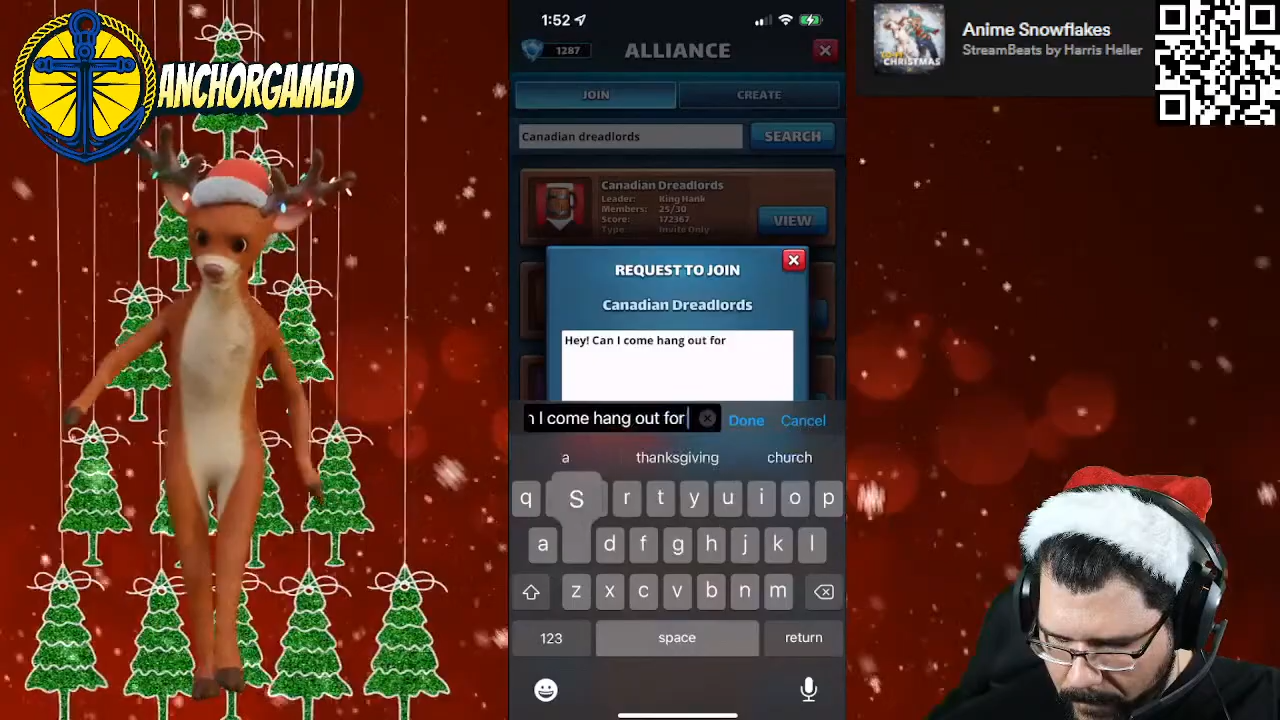 ANCHORGAMED
1:52
1287
ALLIANCE
JOIN
CREATE
Canadian dreadlords
SEARCH
Canadian Dreadlords
Leader: King Hank
Members: 25/30
Score: 172367
Type: Invite Only
VIEW
REQUEST TO JOIN
Canadian Dreadlords
Hey! Can I come hang out for
I come hang out for
Done
Cancel
a
thanksgiving
church
q S r t y u i o p
a d f g h j k l
z x c v b n m
123
space
return
Anime Snowflakes
StreamBeats by Harris Heller
CHRISTMAS